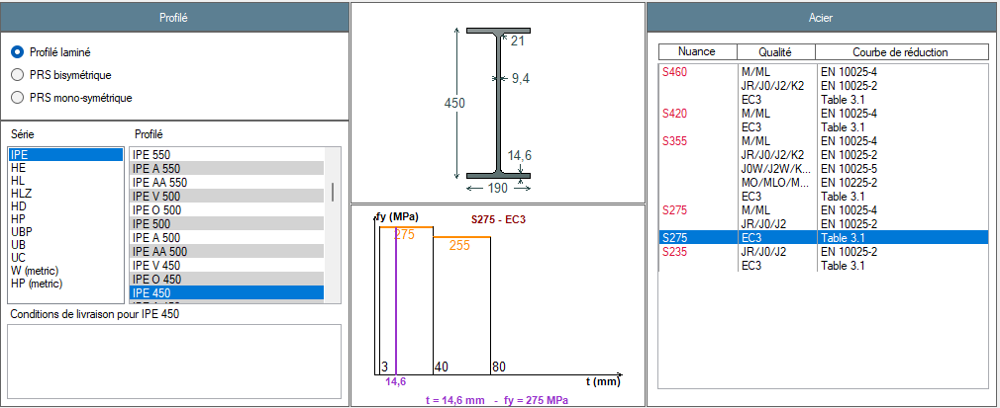 Profilé
Profilé laminé
PRS bisymétrique
PRS mono-symétrique
Série
Profilé
IPE
HE
HL
HLZ
HD
HP
UBP
UB
UC
W (metric)
HP (metric)
IPE 550
IPE A 550
IPE AA 550
IPE V 500
IPE O 500
IPE 500
IPE A 500
IPE AA 500
IPE V 450
IPE O 450
IPE 450
Conditions de livraison pour IPE 450
21
9,4
450
14,6
190
fy (MPa)
S275 - EC3
275
255
3
40
80
14,6
t (mm)
t = 14,6 mm - fy = 275 MPa
Acier
Nuance Qualité Courbe de réduction
S460 M/ML EN 10025-4
JR/J0/J2/K2 EN 10025-2
EC3 Table 3.1
S420 M/ML EN 10025-4
EC3 Table 3.1
S355 M/ML EN 10025-4
JR/J0/J2/K2 EN 10025-2
J0W/J2W/K... EN 10025-5
MO/MLO/M... EN 10225-2
EC3 Table 3.1
S275 M/ML EN 10025-4
JR/J0/J2 EN 10025-2
S275 EC3 Table 3.1
S235 JR/J0/J2 EN 10025-2
EC3 Table 3.1